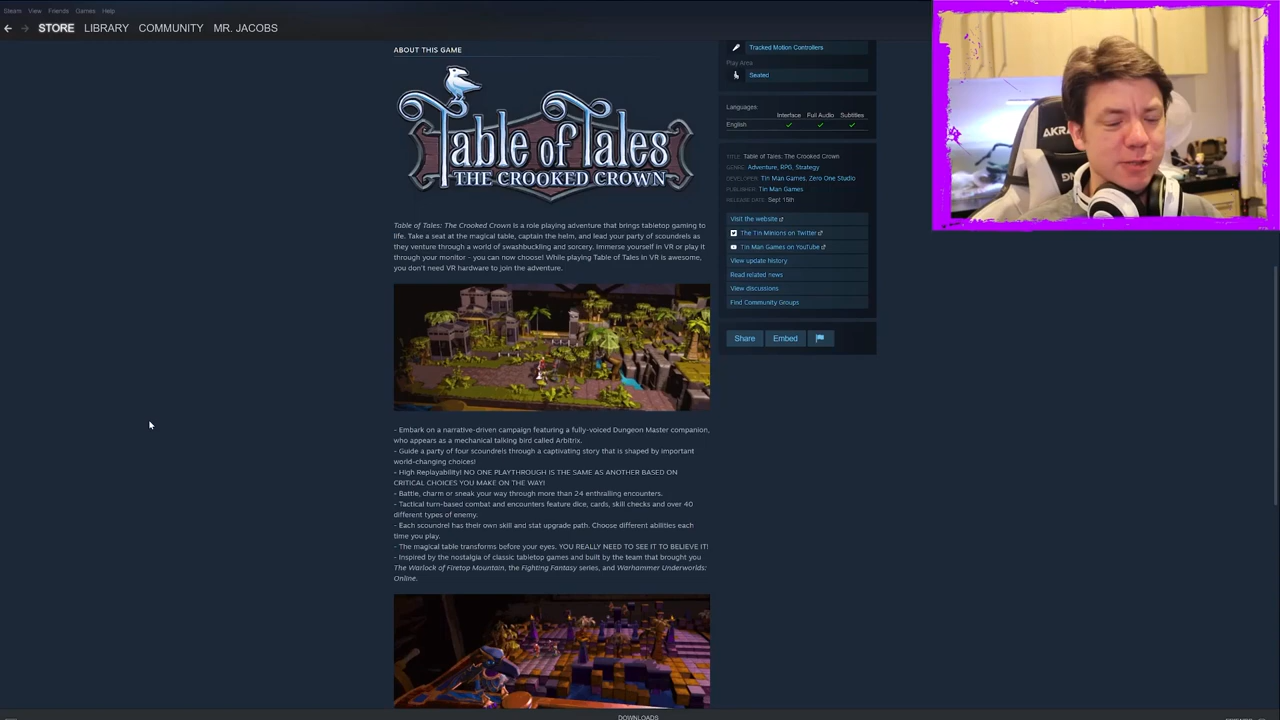 Steam View Friends Games Help
STORE LIBRARY COMMUNITY MR. JACOBS
ABOUT THIS GAME
Table of Tales
THE CROOKED CROWN
Table of Tales: The Crooked Crown is a role playing adventure that brings tabletop gaming to
life. Take a seat at the magical table, captain the helm, and lead your party of scoundrels as
they venture through a world of swashbuckling and sorcery. Immerse yourself in VR or play it
through your monitor - you can now choose! While playing Table of Tales in VR is awesome,
you don't need VR hardware to join the adventure.
- Embark on a narrative-driven campaign featuring a fully-voiced Dungeon Master companion,
who appears as a mechanical talking bird called Arbitrix.
- Guide a party of four scoundrels through a captivating story that is shaped by important
world-changing choices!
- High Replayability! NO ONE PLAYTHROUGH IS THE SAME AS ANOTHER BASED ON
CRITICAL CHOICES YOU MAKE ON THE WAY!
- Battle, charm or sneak your way through more than 24 enthralling encounters.
- Tactical turn-based combat and encounters feature dice, cards, skill checks and over 40
different types of enemy.
- Each scoundrel has their own skill and stat upgrade path. Choose different abilities each
time you play.
- The magical table transforms before your eyes. YOU REALLY NEED TO SEE IT TO BELIEVE IT!
- Inspired by the nostalgia of classic tabletop games and built by the team that brought you
The Warlock of Firetop Mountain, the Fighting Fantasy series, and Warhammer Underworlds:
Online.
Tracked Motion Controllers
Play Area
Seated
Languages:
Interface Full Audio Subtitles
English
TITLE: Table of Tales: The Crooked Crown
GENRE: Adventure, RPG, Strategy
DEVELOPER: Tin Man Games, Zero One Studio
PUBLISHER: Tin Man Games
RELEASE DATE: Sept 15th
Visit the website
The Tin Minions on Twitter
Tin Man Games on YouTube
View update history
Read related news
View discussions
Find Community Groups
Share Embed
AKRA
DOWNLOADS